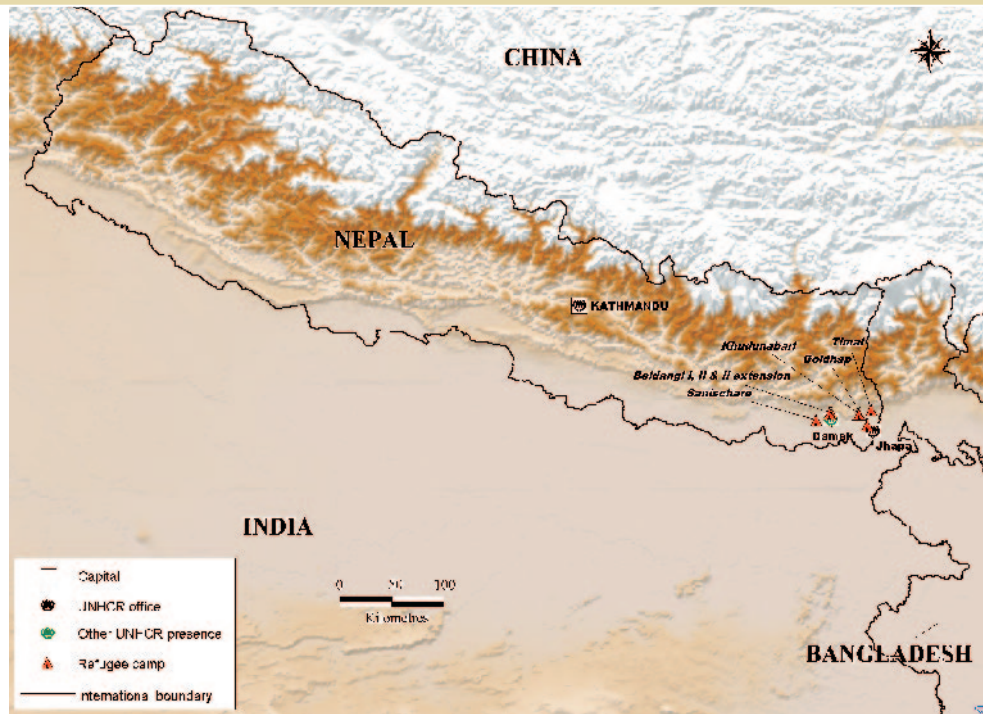 CHINA
NEPAL
KATHMANDU
Khudunabari
Timai
Goldhap
Beldangi I, II & II extension
Sanischare
Damak
Jhapa
INDIA
BANGLADESH
0 50 100
Kilometres
Capital
UNHCR office
Other UNHCR presence
Refugee camp
International boundary